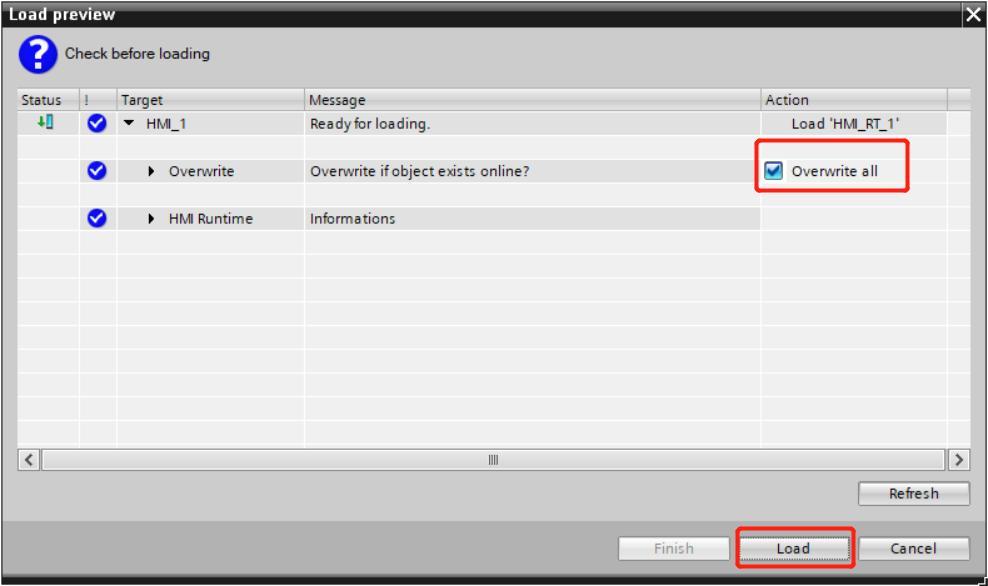 Load preview
Check before loading
Status ! Target Message Action
HMI_1 Ready for loading. Load 'HMI_RT_1'
Overwrite Overwrite if object exists online? Overwrite all
HMI Runtime Informations
Refresh
Finish Load Cancel